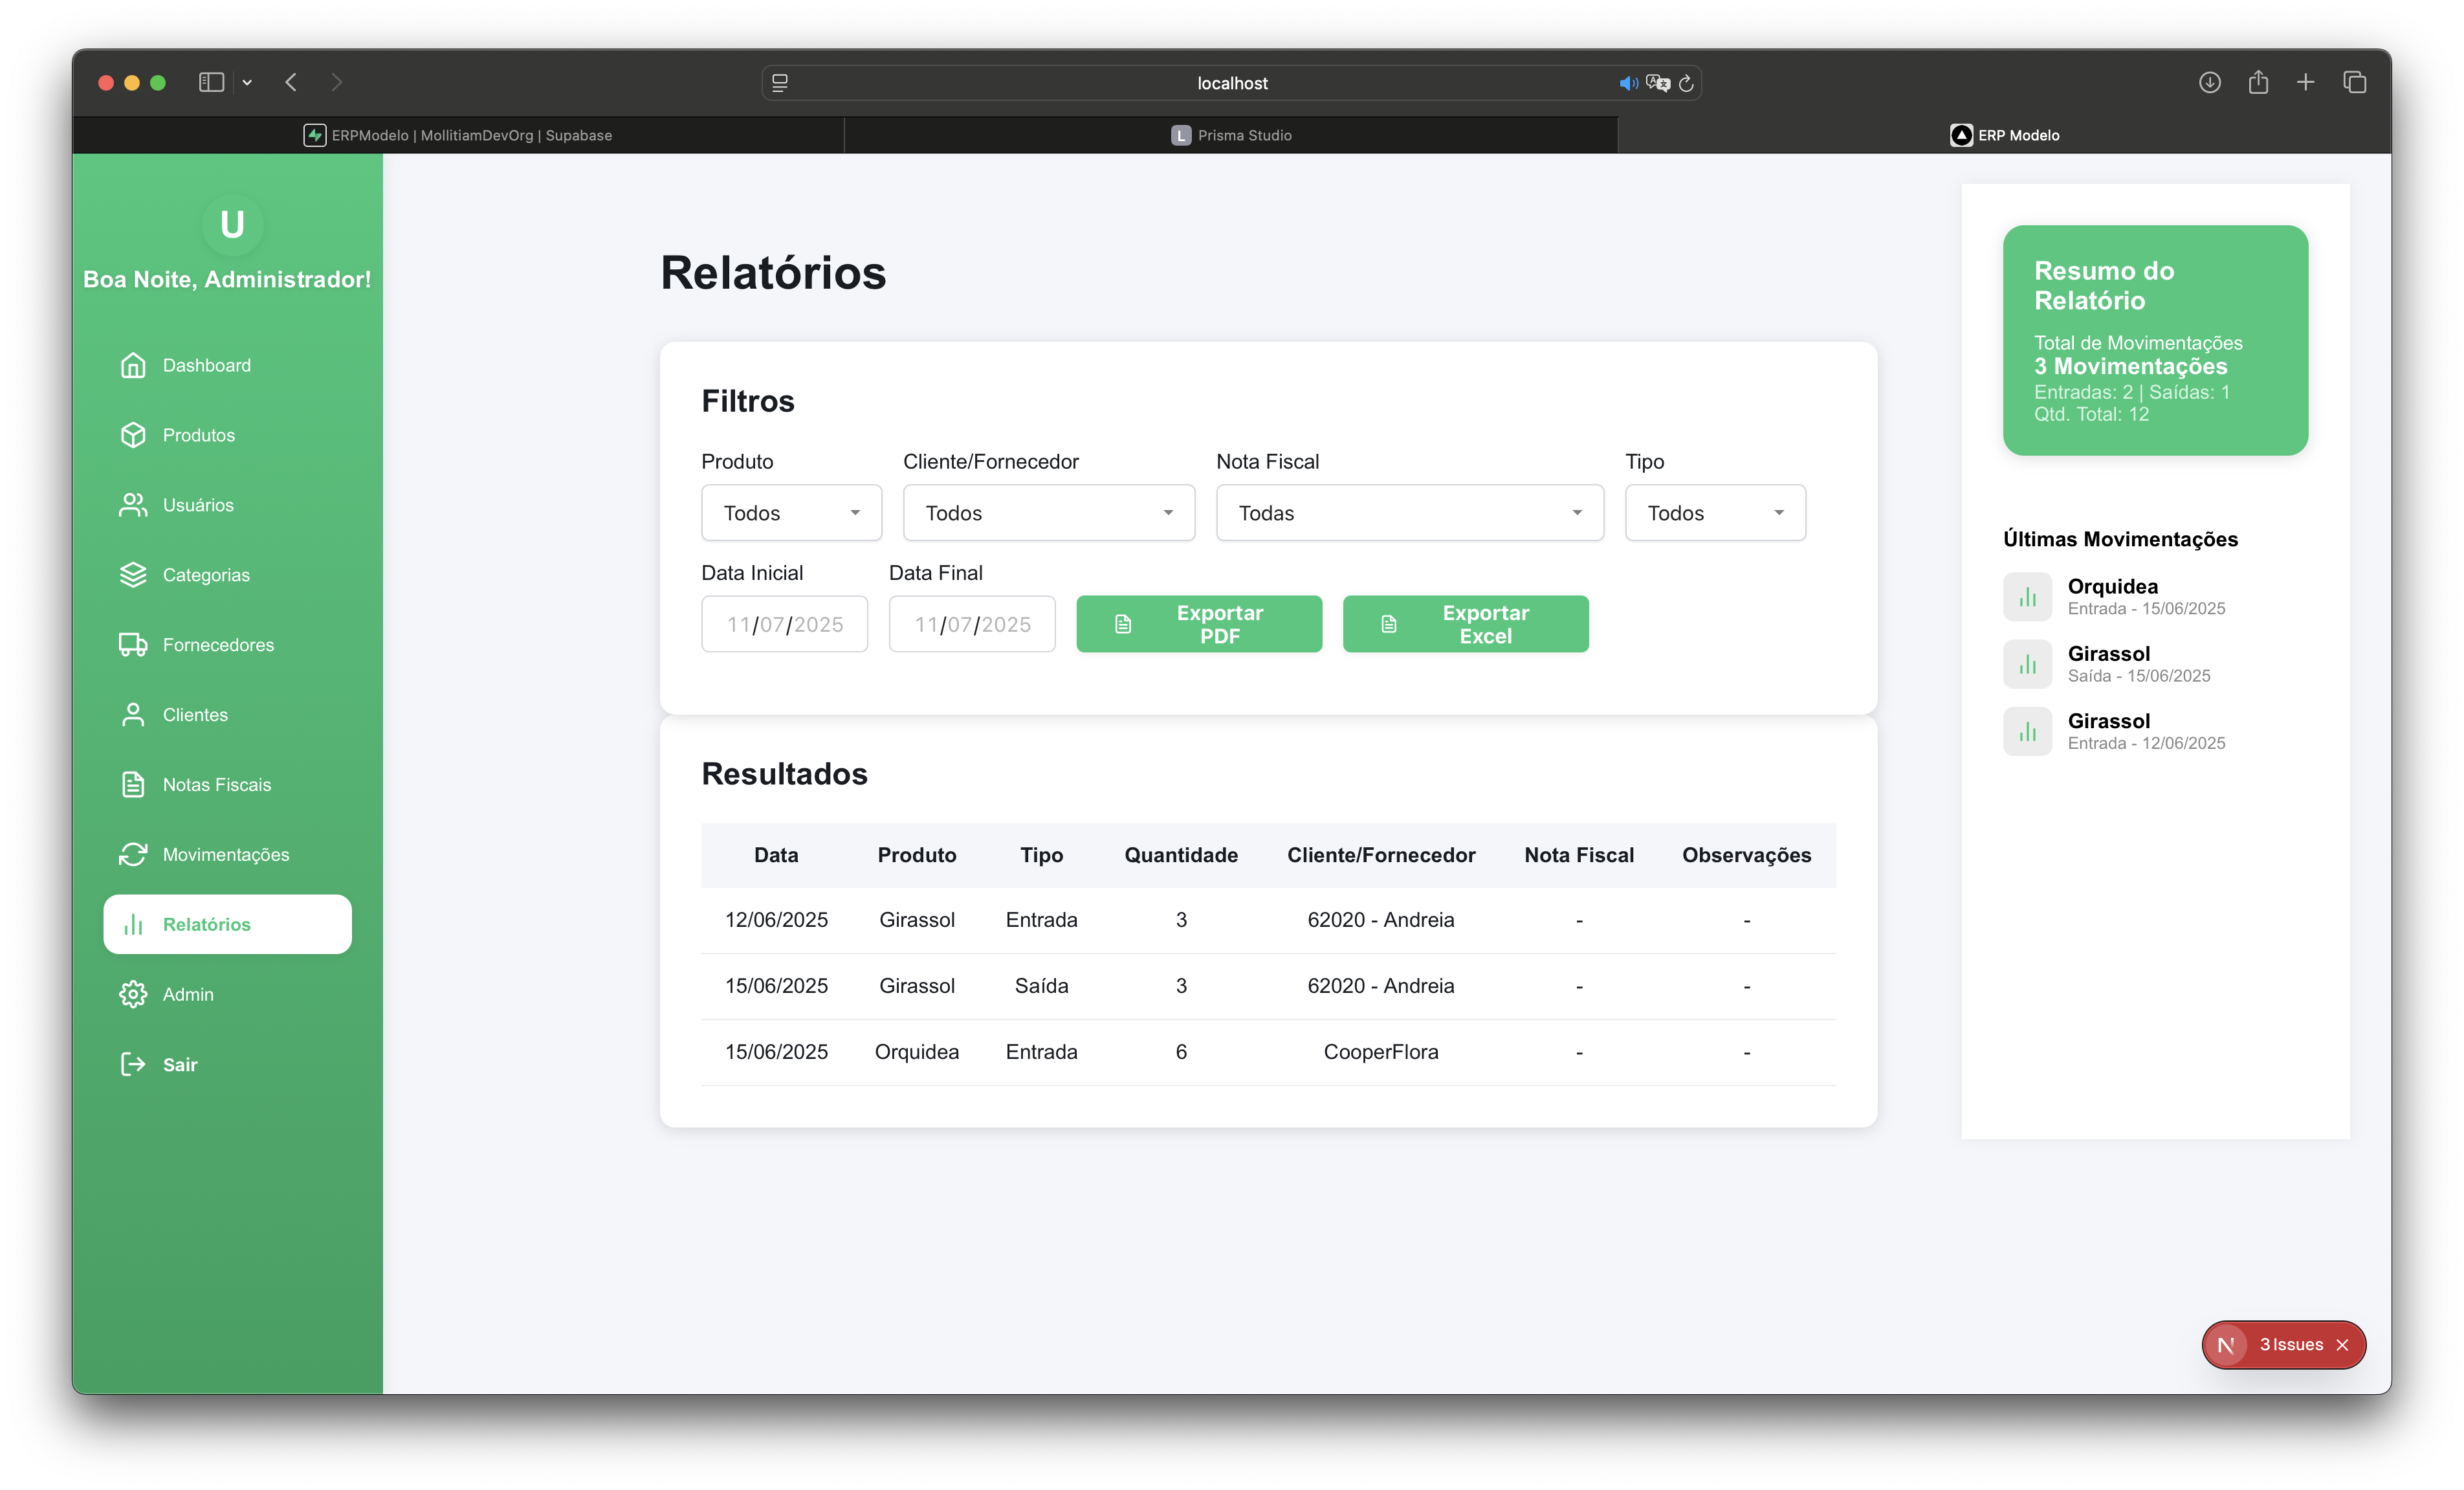 localhost
ERPModelo | MollitiamDevOrg | Supabase
L Prisma Studio
ERP Modelo
U
Boa Noite, Administrador!
Dashboard
Produtos
Usuários
Categorias
Fornecedores
Clientes
Notas Fiscais
Movimentações
Relatórios
Admin
Sair
Relatórios
Filtros
Produto Cliente/Fornecedor Nota Fiscal Tipo
Todos Todos Todas Todos
Data Inicial Data Final
11/07/2025 11/07/2025
Exportar
PDF
Exportar
Excel
Resultados
Data Produto Tipo Quantidade Cliente/Fornecedor Nota Fiscal Observações
12/06/2025 Girassol Entrada 3 62020 - Andreia - -
15/06/2025 Girassol Saída 3 62020 - Andreia - -
15/06/2025 Orquidea Entrada 6 CooperFlora - -
Resumo do
Relatório
Total de Movimentações
3 Movimentações
Entradas: 2 | Saídas: 1
Qtd. Total: 12
Últimas Movimentações
Orquidea
Entrada - 15/06/2025
Girassol
Saída - 15/06/2025
Girassol
Entrada - 12/06/2025
N 3 Issues